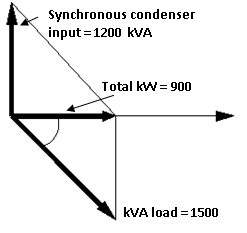 Synchronous condenser
input = 1200 kVA
Total kW = 900
kVA load = 1500